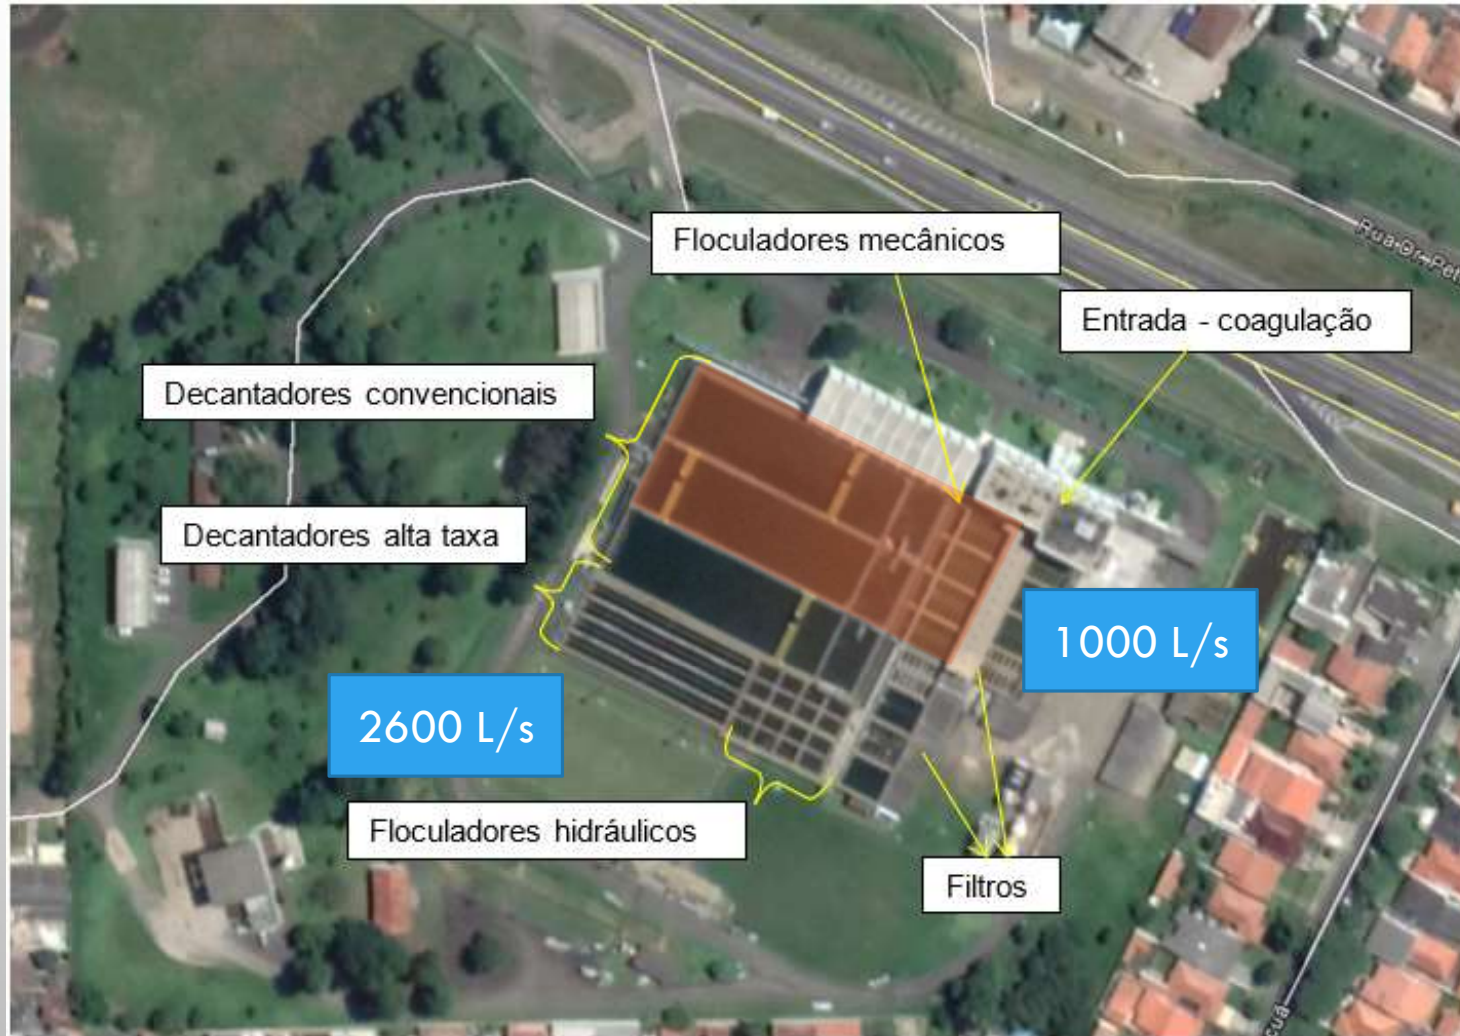 Floculadores mecânicos
Entrada - coagulação
Decantadores convencionais
Decantadores alta taxa
1000 L/s
2600 L/s
Floculadores hidráulicos
Filtros